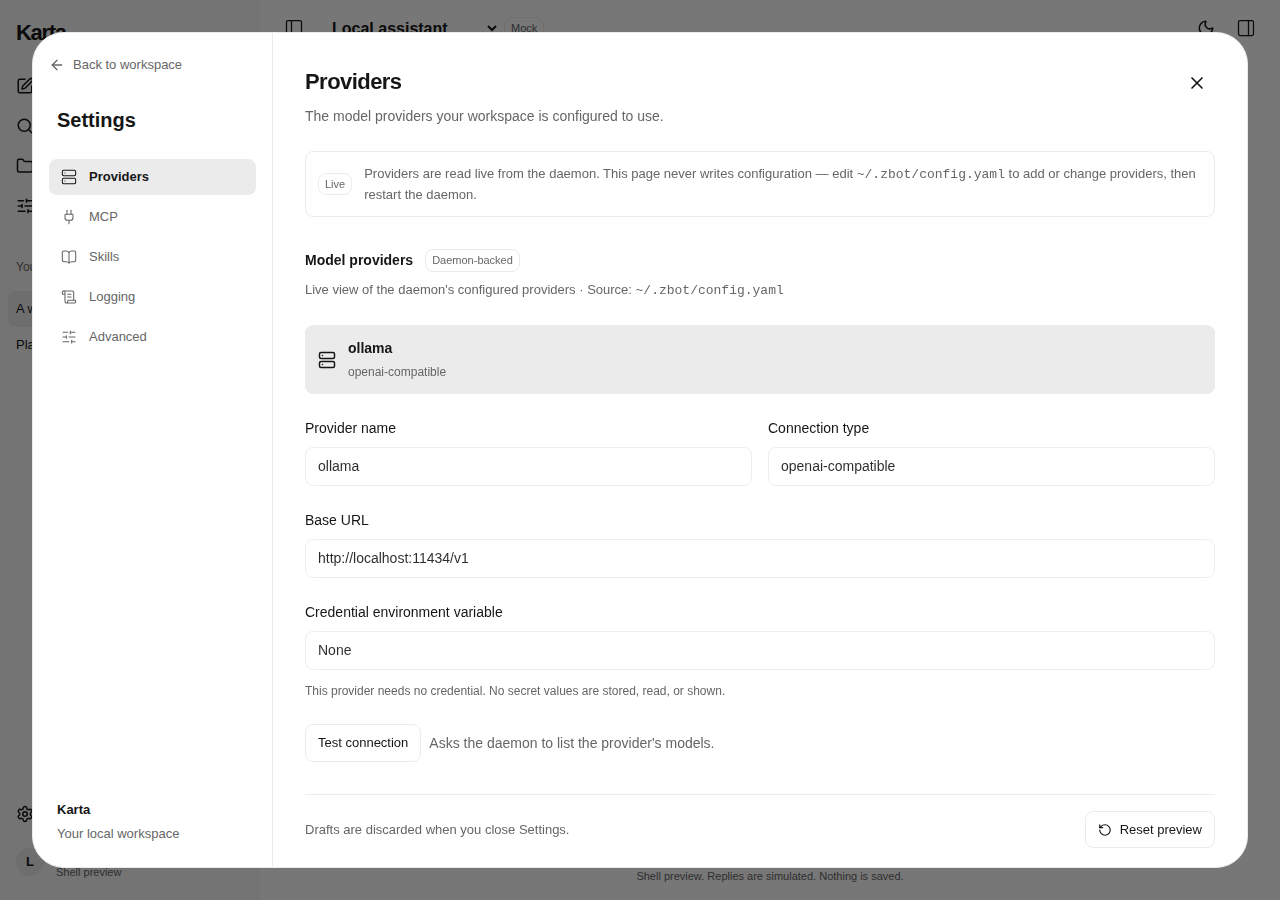 Karta
Local assistant
Mock
Back to workspace
Settings
Providers
MCP
Skills
Logging
Advanced
Karta
Your local workspace
Providers
The model providers your workspace is configured to use.
Live
Providers are read live from the daemon. This page never writes configuration — edit ~/.zbot/config.yaml to add or change providers, then
restart the daemon.
Model providers
Daemon-backed
Live view of the daemon's configured providers · Source: ~/.zbot/config.yaml
ollama
openai-compatible
Provider name
Connection type
ollama
openai-compatible
Base URL
http://localhost:11434/v1
Credential environment variable
None
This provider needs no credential. No secret values are stored, read, or shown.
Test connection
Asks the daemon to list the provider's models.
Drafts are discarded when you close Settings.
Reset preview
L
Shell preview
Shell preview. Replies are simulated. Nothing is saved.